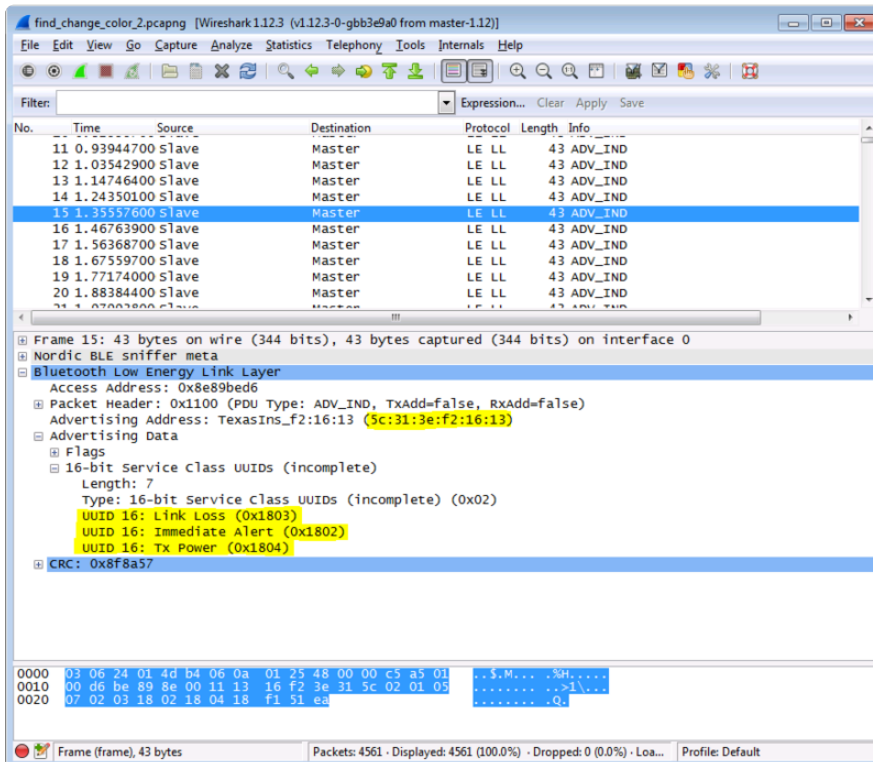 find_change_color_2.pcapng [Wireshark 1.12.3 (v1.12.3-0-gbb3e9a0 from master-1.12)]
File Edit View Go Capture Analyze Statistics Telephony Tools Internals Help
Filter: Expression... Clear Apply Save
No. Time Source Destination Protocol Length Info
11 0.93944700 Slave Master LE LL 43 ADV_IND
12 1.03542900 Slave Master LE LL 43 ADV_IND
13 1.14746400 Slave Master LE LL 43 ADV_IND
14 1.24350100 Slave Master LE LL 43 ADV_IND
15 1.35557600 Slave Master LE LL 43 ADV_IND
16 1.46763900 Slave Master LE LL 43 ADV_IND
17 1.56368700 Slave Master LE LL 43 ADV_IND
18 1.67559700 Slave Master LE LL 43 ADV_IND
19 1.77174000 Slave Master LE LL 43 ADV_IND
20 1.88384400 Slave Master LE LL 43 ADV_IND
Frame 15: 43 bytes on wire (344 bits), 43 bytes captured (344 bits) on interface 0
Nordic BLE sniffer meta
Bluetooth Low Energy Link Layer
Access Address: 0x8e89bed6
Packet Header: 0x1100 (PDU Type: ADV_IND, TxAdd=false, RxAdd=false)
Advertising Address: TexasIns_f2:16:13 (5c:31:3e:f2:16:13)
Advertising Data
Flags
16-bit Service Class UUIDs (incomplete)
Length: 7
Type: 16-bit Service Class UUIDs (incomplete) (0x02)
UUID 16: Link Loss (0x1803)
UUID 16: Immediate Alert (0x1802)
UUID 16: Tx Power (0x1804)
CRC: 0x8f8a57
0000 03 06 24 01 4d b4 06 0a 01 25 48 00 00 c5 a5 01 ..$.M... .%H.....
0010 00 d6 be 89 8e 00 11 13 16 f2 3e 31 5c 02 01 05 ........ ..>1\...
0020 07 02 03 18 02 18 04 18 f1 51 ea ........ .Q.
Frame (frame), 43 bytes Packets: 4561 · Displayed: 4561 (100.0%) · Dropped: 0 (0.0%) · Loa... Profile: Default